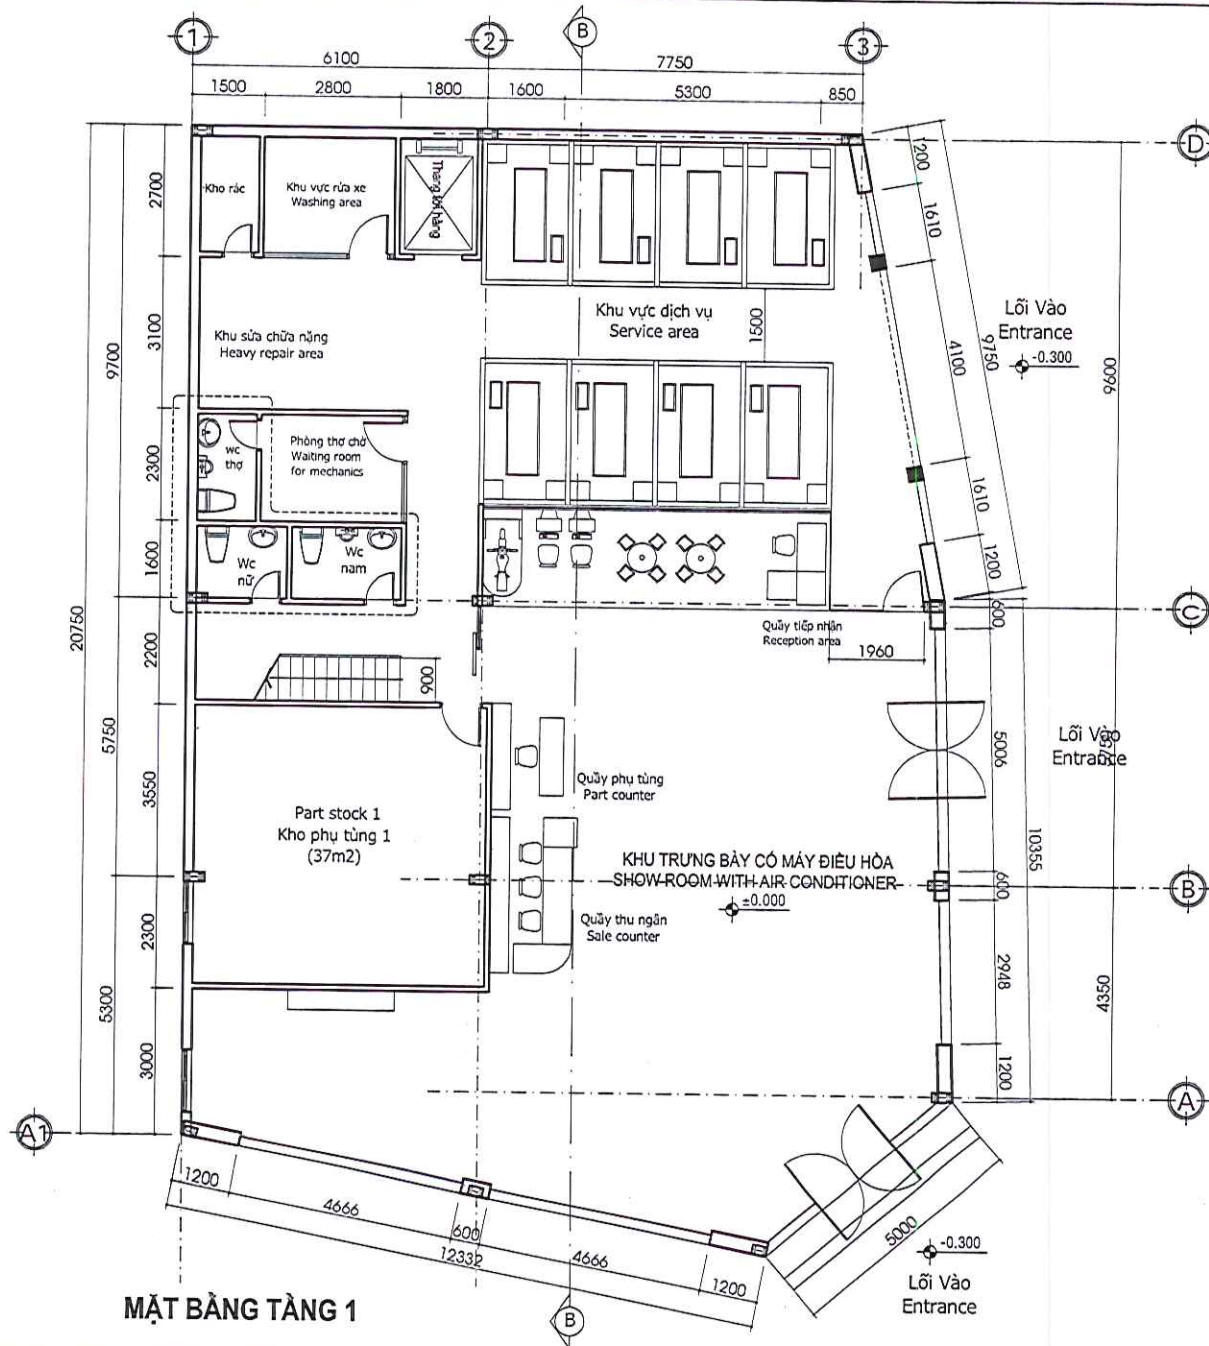 1
2
B
3
6100
7750
1500
2800
1800
1600
5300
850
D
2700
Kho rác
Khu vực rửa xe
Washing area
Thang tời hàng
1200
1610
Khu vực dịch vụ
Service area
1500
Lối Vào
Entrance
-0.300
9750
4100
9600
9700
3100
Khu sửa chữa nặng
Heavy repair area
2300
wc
thợ
Phòng thợ chờ
Waiting room
for mechanics
1610
1200
1600
Wc
nữ
Wc
nam
600
C
20750
2200
900
Quầy tiếp nhận
Reception area
1960
5750
3550
Part stock 1
Kho phụ tùng 1
(37m2)
Quầy phụ tùng
Part counter
5006
Lối Vào
Entrance
5750
10355
KHU TRƯNG BÀY CÓ MÁY ĐIỀU HÒA
SHOW ROOM WITH AIR CONDITIONER
±0.000
600
B
2300
Quầy thu ngân
Sale counter
2948
4350
5300
3000
1200
A
A1
1200
4666
600
12332
4666
1200
5000
-0.300
Lối Vào
Entrance
MẶT BẰNG TẦNG 1
B